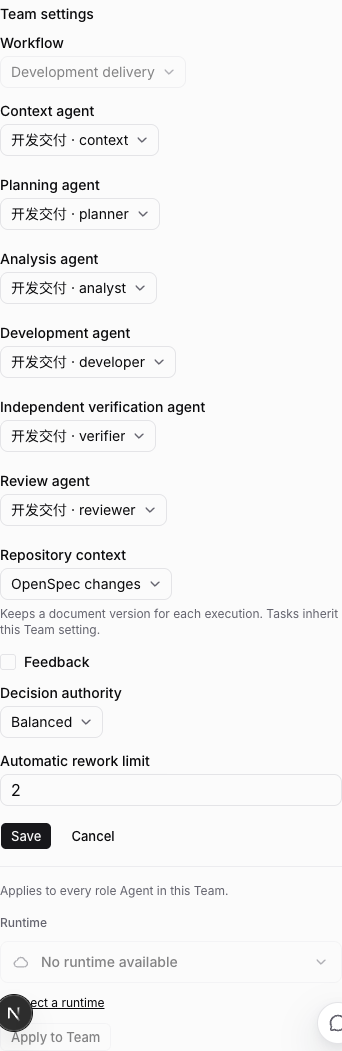 Team settings
Workflow
Development delivery
Context agent
开发交付 · context
Planning agent
开发交付 · planner
Analysis agent
开发交付 · analyst
Development agent
开发交付 · developer
Independent verification agent
开发交付 · verifier
Review agent
开发交付 · reviewer
Repository context
OpenSpec changes
Keeps a document version for each execution. Tasks inherit
this Team setting.
Feedback
Decision authority
Balanced
Automatic rework limit
2
Save Cancel
Applies to every role Agent in this Team.
Runtime
No runtime available
N ect a runtime
Apply to Team